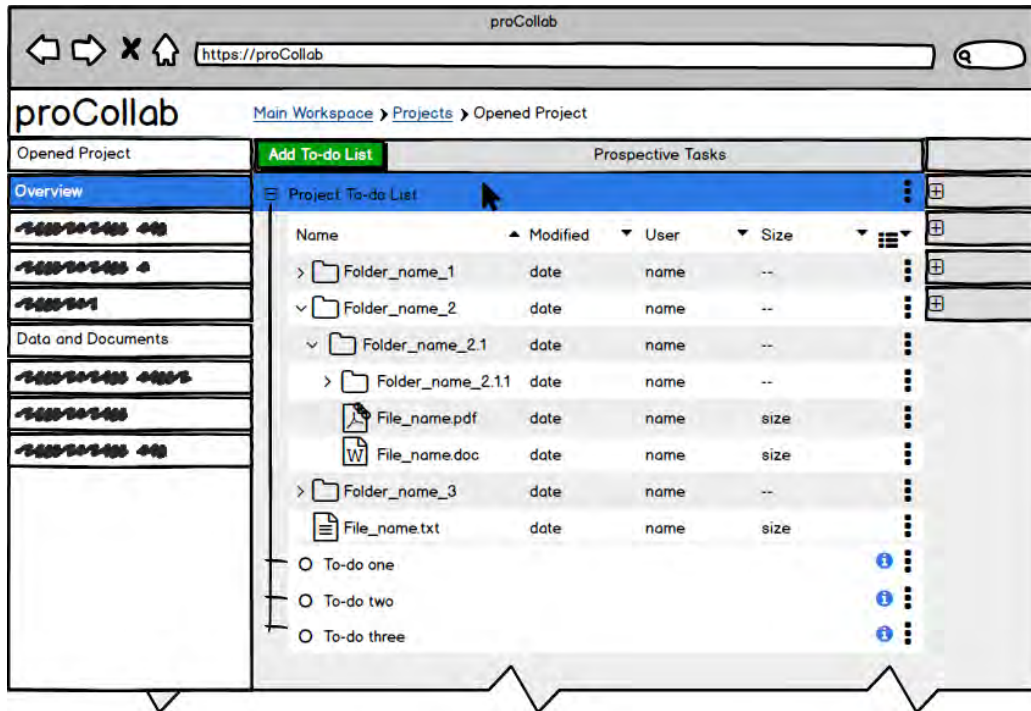 proCollab
https://proCollab
proCollab
Main Workspace ❯ Projects ❯ Opened Project
Opened Project
Add To-do List
Prospective Tasks
Overview
Project To-do List
Name Modified User Size
Folder_name_1 date name --
Folder_name_2 date name --
Data and Documents
Folder_name_2.1 date name --
Folder_name_2.1.1 date name --
File_name.pdf date name size
File_name.doc date name size
Folder_name_3 date name --
File_name.txt date name size
To-do one
To-do two
To-do three